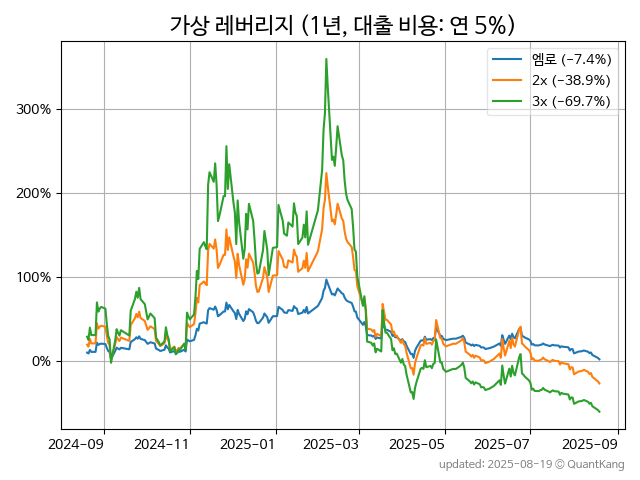 가상 레버리지 (1년, 대출 비용: 연 5%)
엠로 (−7.4%)
2x (−38.9%)
3x (−69.7%)
300%
200%
100%
0%
2024-09 2024-11 2025-01 2025-03 2025-05 2025-07 2025-09
updated: 2025-08-19 © QuantKang